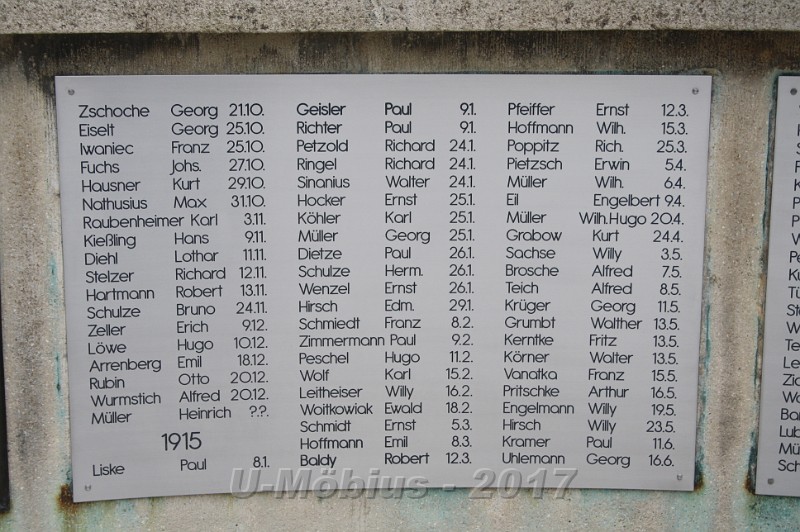 Zschoche Georg 21.10.
Eiselt Georg 25.10.
Iwaniec Franz 25.10.
Fuchs Johs. 27.10.
Hausner Kurt 29.10.
Nathusius Max 31.10.
Raubenheimer Karl 3.11.
Kießling Hans 9.11.
Diehl Lothar 11.11.
Stelzer Richard 12.11.
Hartmann Robert 13.11.
Schulze Bruno 24.11.
Zeller Erich 9.12.
Löwe Hugo 10.12.
Arrenberg Emil 18.12.
Rubin Otto 20.12.
Wurmstich Alfred 20.12.
Müller Heinrich ?.?.
1915
Liske Paul 8.1.
Geisler Paul 9.1.
Richter Paul 9.1.
Petzold Richard 24.1.
Ringel Richard 24.1.
Sinanius Walter 24.1.
Hocker Ernst 25.1.
Köhler Karl 25.1.
Müller Georg 25.1.
Dietze Paul 26.1.
Schulze Herm. 26.1.
Wenzel Ernst 26.1.
Hirsch Edm. 29.1.
Schmiedt Franz 8.2.
Zimmermann Paul 9.2.
Peschel Hugo 11.2.
Wolf Karl 15.2.
Leitheiser Willy 16.2.
Woitkowiak Ewald 18.2.
Schmidt Ernst 5.3.
Hoffmann Emil 8.3.
Baldy Robert 12.3.
Pfeiffer Ernst 12.3.
Hoffmann Wilh. 15.3.
Poppitz Rich. 25.3.
Pietzsch Erwin 5.4.
Müller Wilh. 6.4.
Eil Engelbert 9.4.
Müller Wilh.Hugo 20.4.
Grabow Kurt 24.4.
Sachse Willy 3.5.
Brosche Alfred 7.5.
Teich Alfred 8.5.
Krüger Georg 11.5.
Grumbt Walther 13.5.
Kerntke Fritz 13.5.
Körner Walter 13.5.
Vanatka Franz 15.5.
Pritschke Arthur 16.5.
Engelmann Willy 19.5.
Hirsch Willy 23.5.
Kramer Paul 11.6.
Uhlemann Georg 16.6.
U-Möbius - 2017